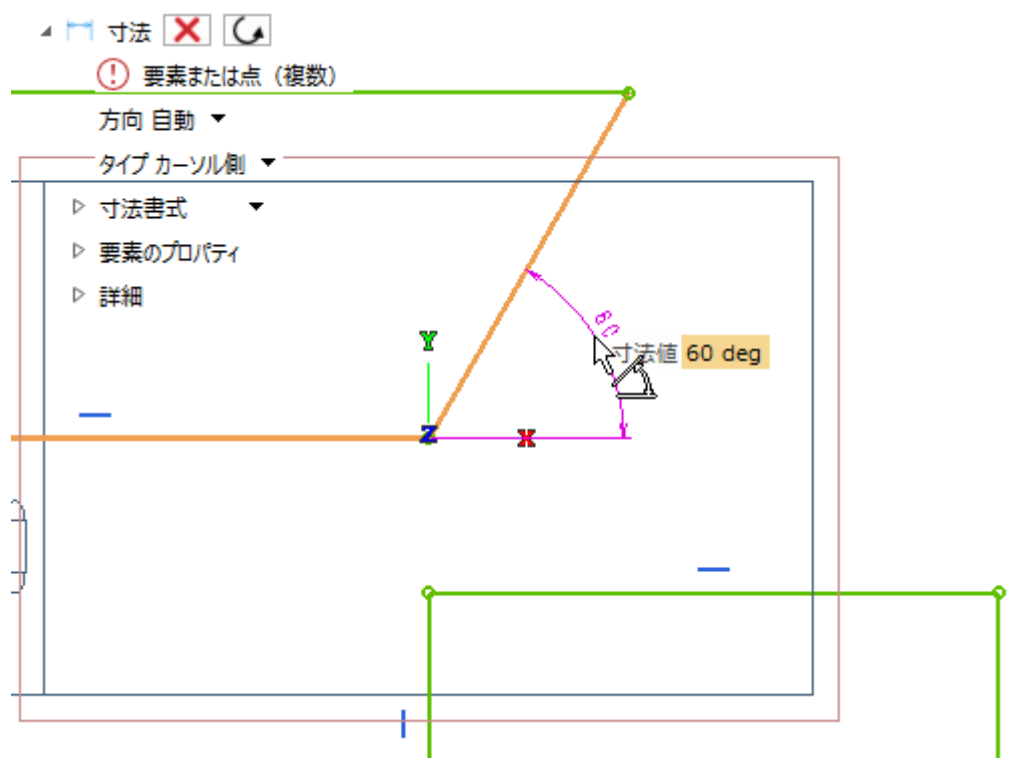 寸法
要素または点（複数）
方向 自動
タイプ カーソル側
寸法書式
要素のプロパティ
詳細
60
寸法値 60 deg
Y
Z
X